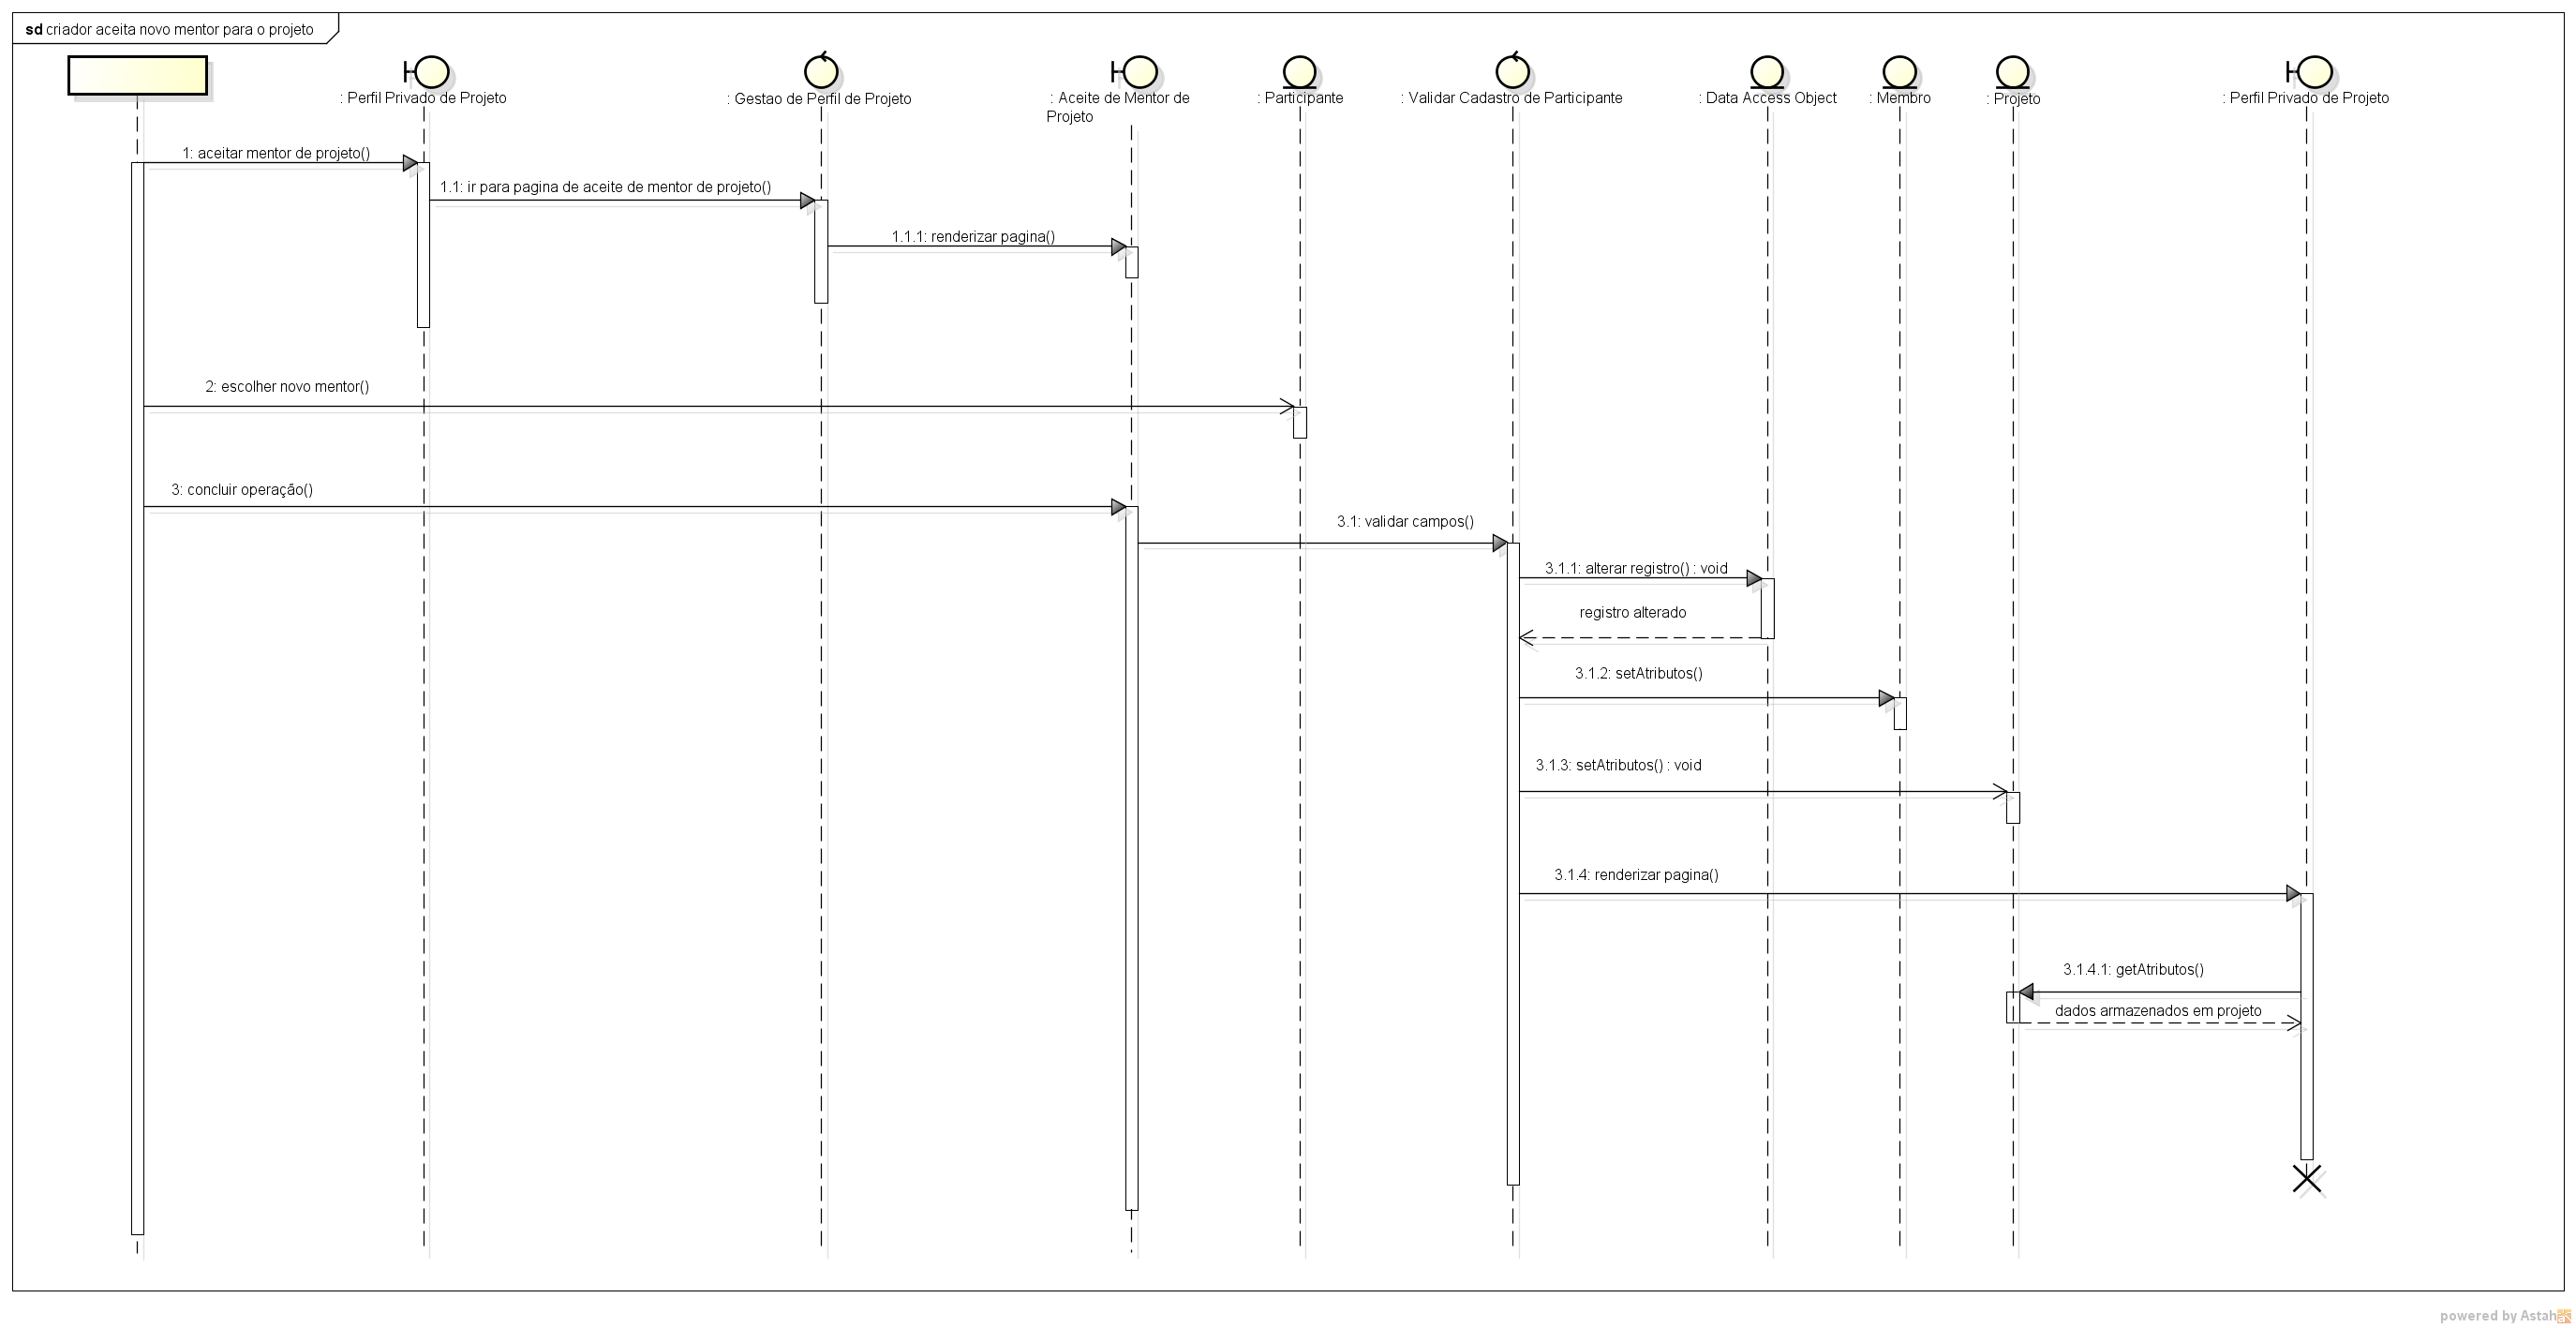 sd criador aceita novo mentor para o projeto
: Perfil Privado de Projeto
: Gestao de Perfil de Projeto
: Aceite de Mentor de
Projeto
: Participante
: Validar Cadastro de Participante
: Data Access Object
: Membro
: Projeto
: Perfil Privado de Projeto
1: aceitar mentor de projeto()
1.1: ir para pagina de aceite de mentor de projeto()
1.1.1: renderizar pagina()
2: escolher novo mentor()
3: concluir operação()
3.1: validar campos()
3.1.1: alterar registro() : void
registro alterado
3.1.2: setAtributos()
3.1.3: setAtributos() : void
3.1.4: renderizar pagina()
3.1.4.1: getAtributos()
dados armazenados em projeto
powered by Astah